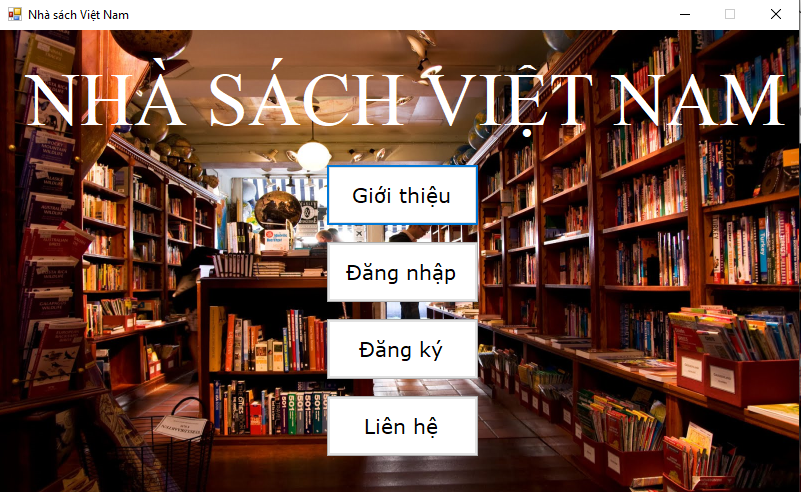 Nhà sách Việt Nam
NHÀ SÁCH VIỆT NAM
Giới thiệu
Đăng nhập
Đăng ký
Liên hệ